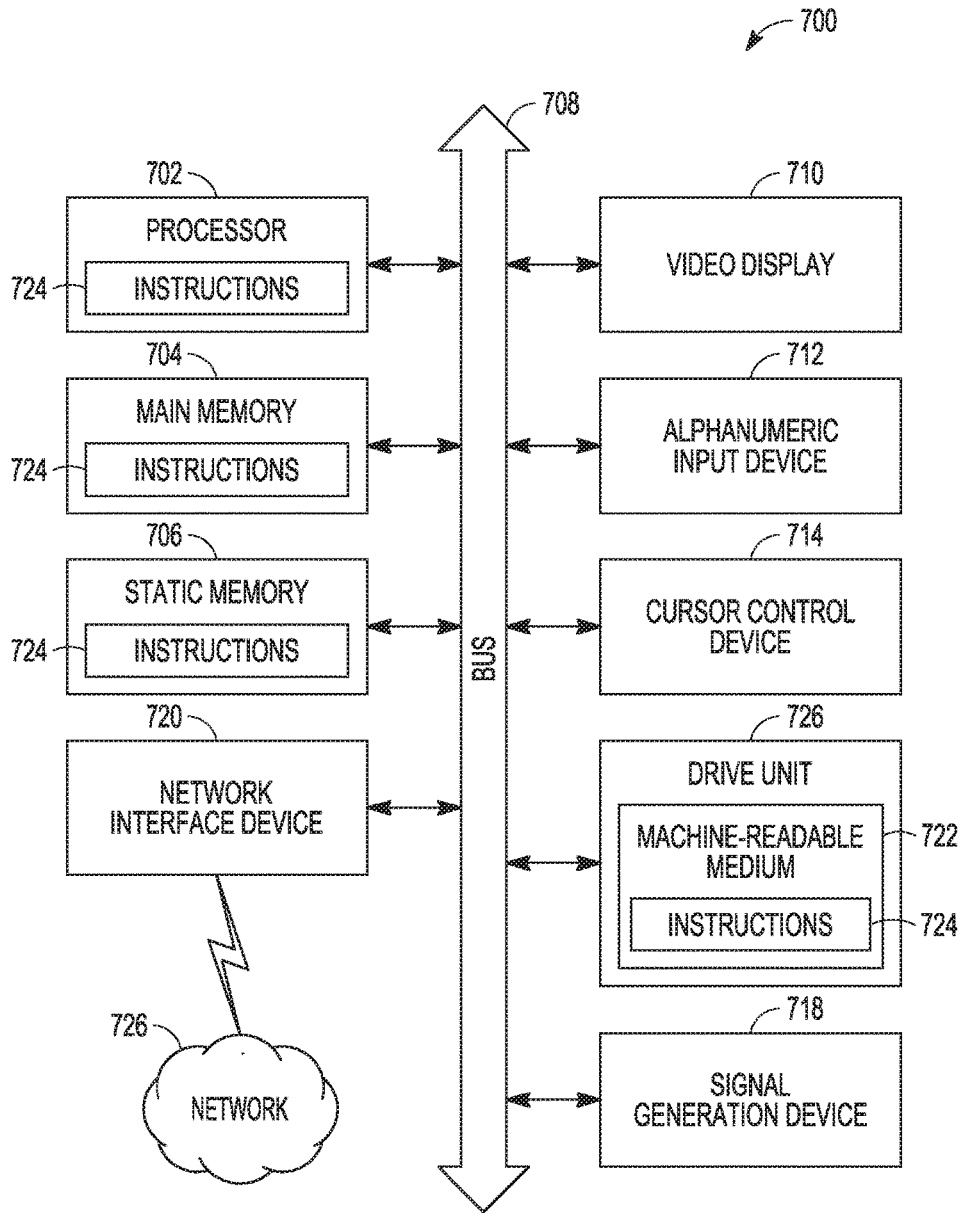 700
708
702
PROCESSOR
724
INSTRUCTIONS
704
MAIN MEMORY
724
INSTRUCTIONS
706
STATIC MEMORY
724
INSTRUCTIONS
720
NETWORK
INTERFACE DEVICE
726
NETWORK
BUS
710
VIDEO DISPLAY
712
ALPHANUMERIC
INPUT DEVICE
714
CURSOR CONTROL
DEVICE
726
DRIVE UNIT
MACHINE-READABLE
MEDIUM
722
INSTRUCTIONS
724
718
SIGNAL
GENERATION DEVICE